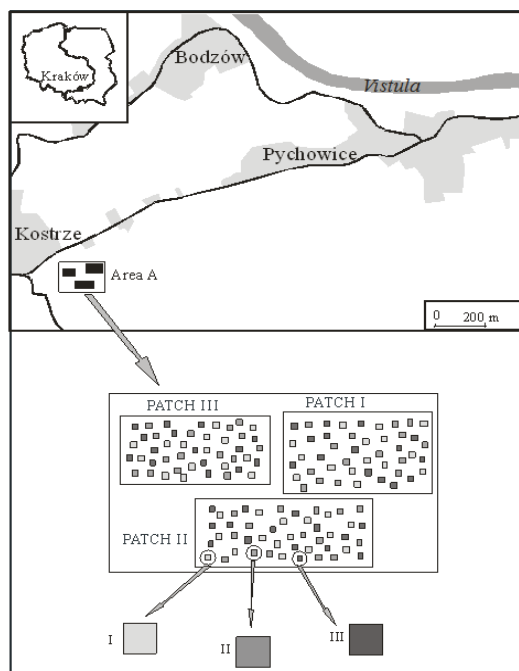 Kraków
Bodzów
Vistula
Pychowice
Kostrze
Area A
0 200 m
PATCH III
PATCH I
PATCH II
I
II
III